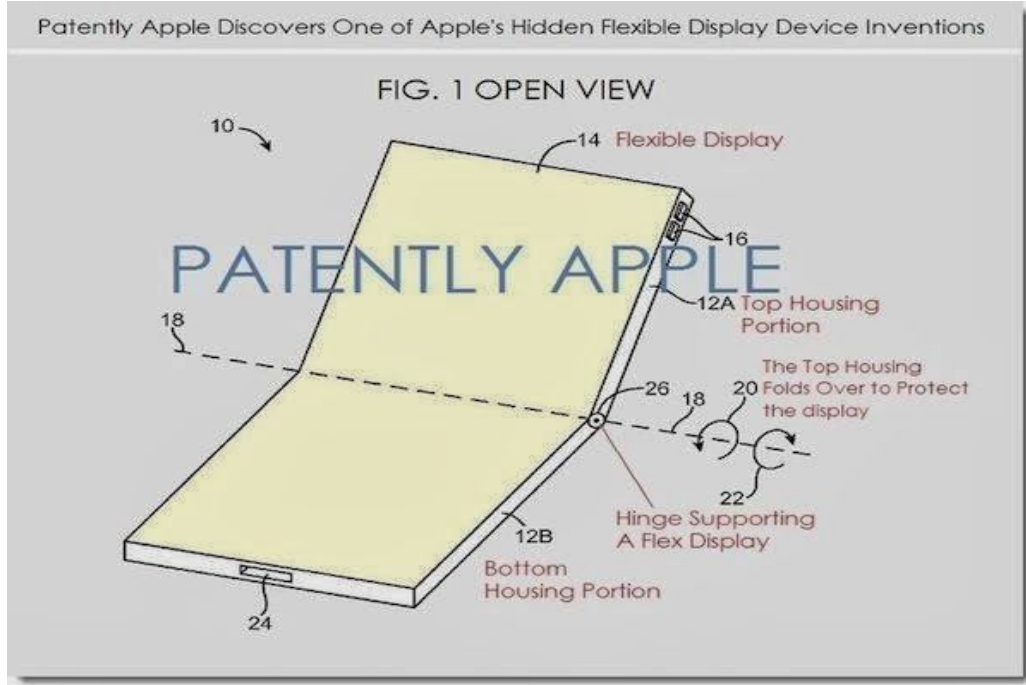 Patently Apple Discovers One of Apple's Hidden Flexible Display Device Inventions
FIG. 1 OPEN VIEW
10
14 Flexible Display
16
PATENTLY APPLE
12A Top Housing
Portion
18
The Top Housing
20 Folds Over to Protect
the display
26
18
22
Hinge Supporting
A Flex Display
12B
Bottom
Housing Portion
24